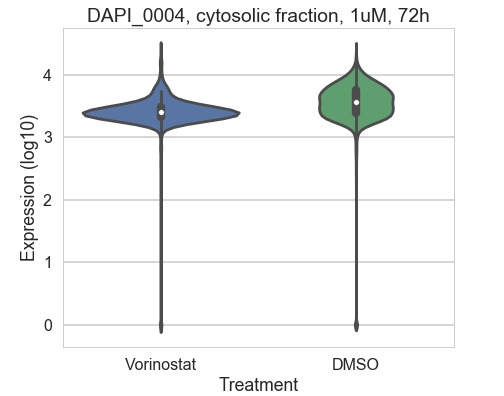 DAPI_0004, cytosolic fraction, 1uM, 72h
Expression (log10)
4
3
2
1
0
Vorinostat DMSO
Treatment